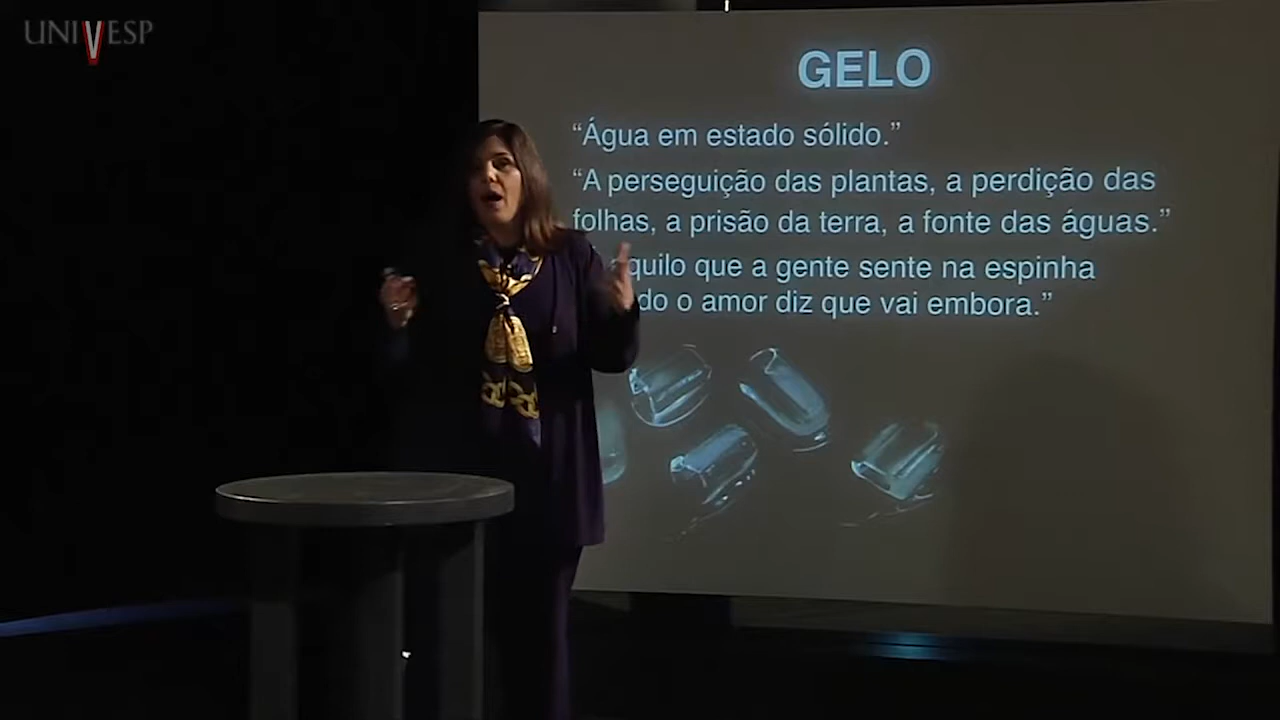 UNIVESP
GELO
“Água em estado sólido.”
“A perseguição das plantas, a perdição das
folhas, a prisão da terra, a fonte das águas.”
que a gente sente na espinha
o amor diz que vai embora.”